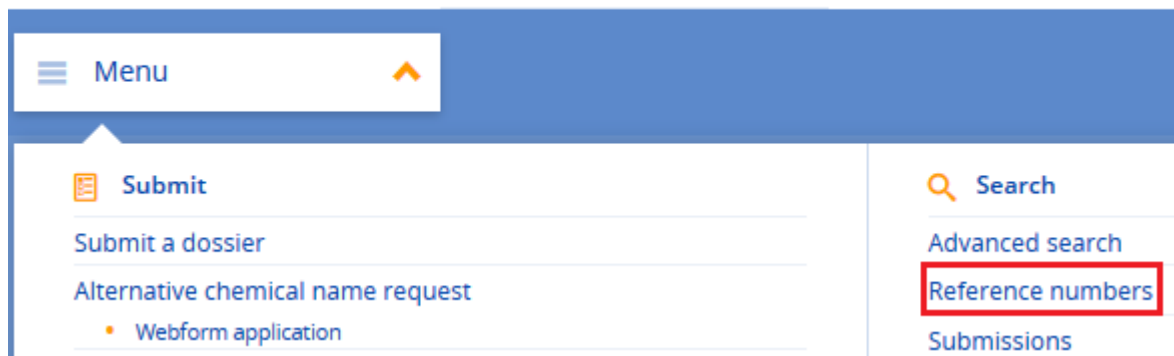 Menu
Submit
Submit a dossier
Alternative chemical name request
Webform application
Search
Advanced search
Reference numbers
Submissions